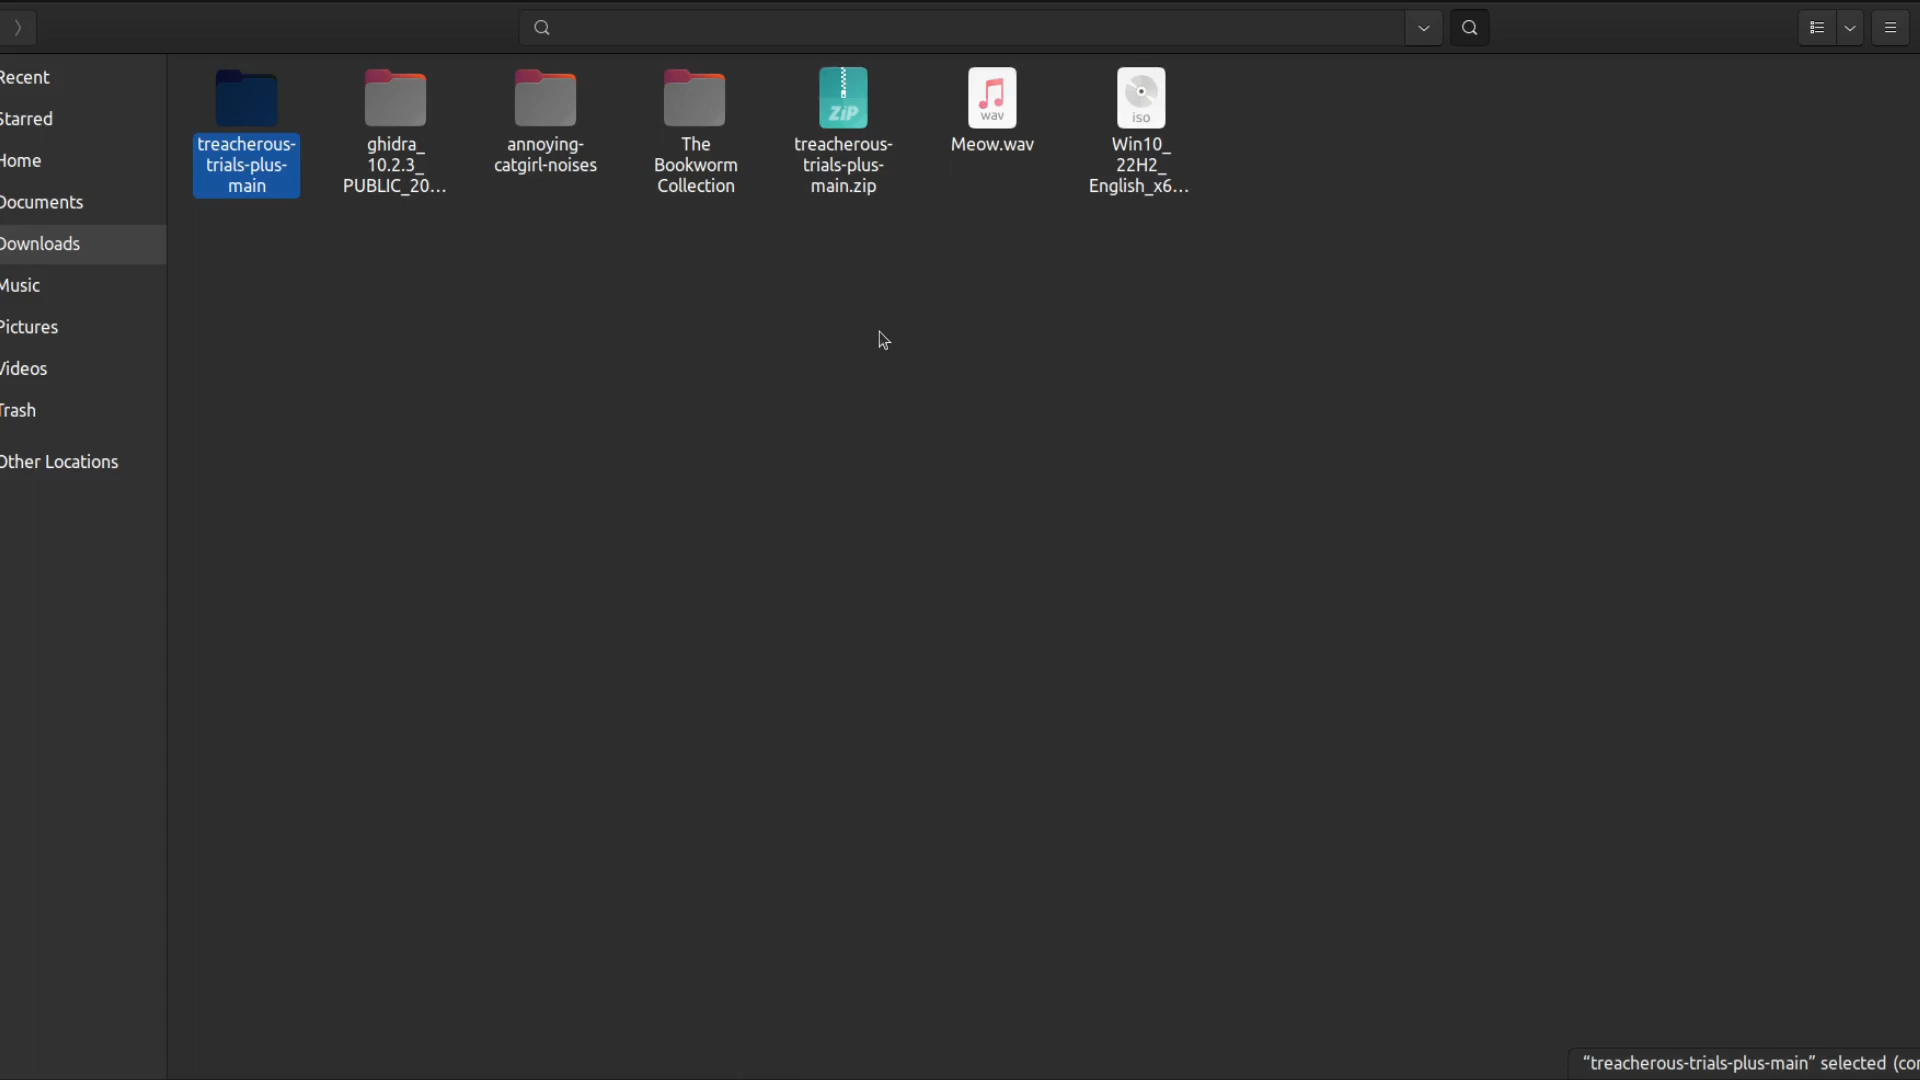 Recent
Starred
Home
Documents
Downloads
Music
Pictures
Videos
Trash
Other Locations
treacherous-
trials-plus-
main
ghidra_
10.2.3_
PUBLIC_20...
annoying-
catgirl-noises
The
Bookworm
Collection
ZIP
treacherous-
trials-plus-
main.zip
wav
Meow.wav
iso
Win10_
22H2_
English_x6...
“treacherous-trials-plus-main” selected (con